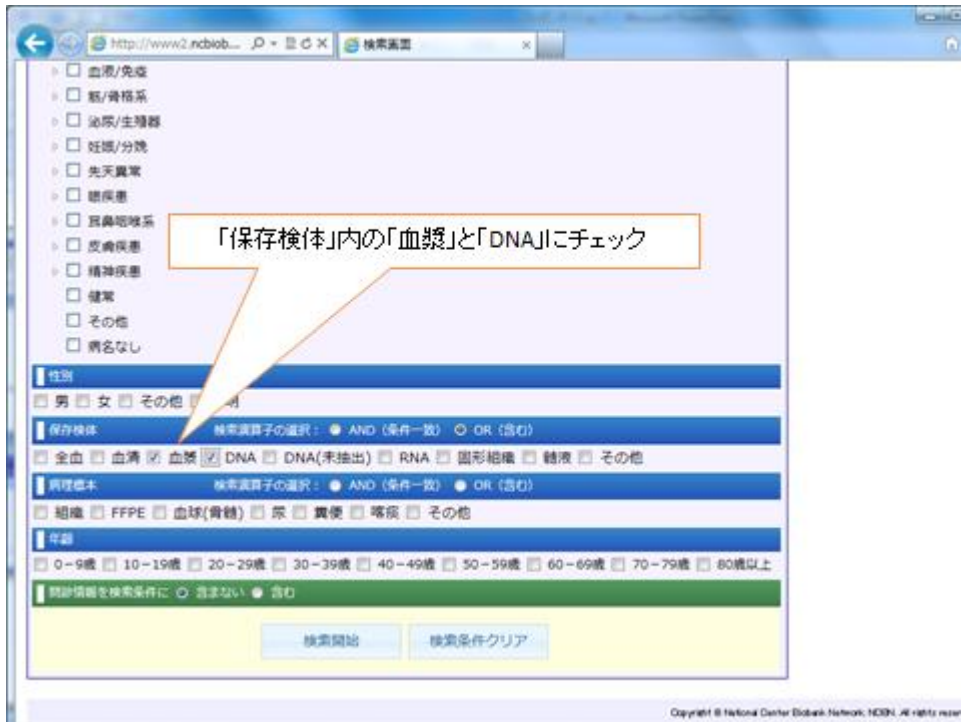 http://www2.ncbiob...
検索画面
血液/免疫
筋/骨格系
泌尿/生殖器
妊娠/分娩
先天異常
眼疾患
耳鼻咽喉系
皮膚疾患
精神疾患
健常
その他
病名なし
「保存検体」内の「血漿」と「DNA」にチェック
性別
男 女 その他 明
保存検体 検索演算子の選択: AND (条件一致) OR (含む)
全血 血清 血漿 DNA DNA(未抽出) RNA 固形組織 髄液 その他
病理標本 検索演算子の選択: AND (条件一致) OR (含む)
組織 FFPE 血球(骨髄) 尿 糞便 喀痰 その他
年齢
0-9歳 10-19歳 20-29歳 30-39歳 40-49歳 50-59歳 60-69歳 70-79歳 80歳以上
問診情報を検索条件に 含まない 含む
検索開始 検索条件クリア
Copyright © National Center Biobank Network, NCBN. All rights reser